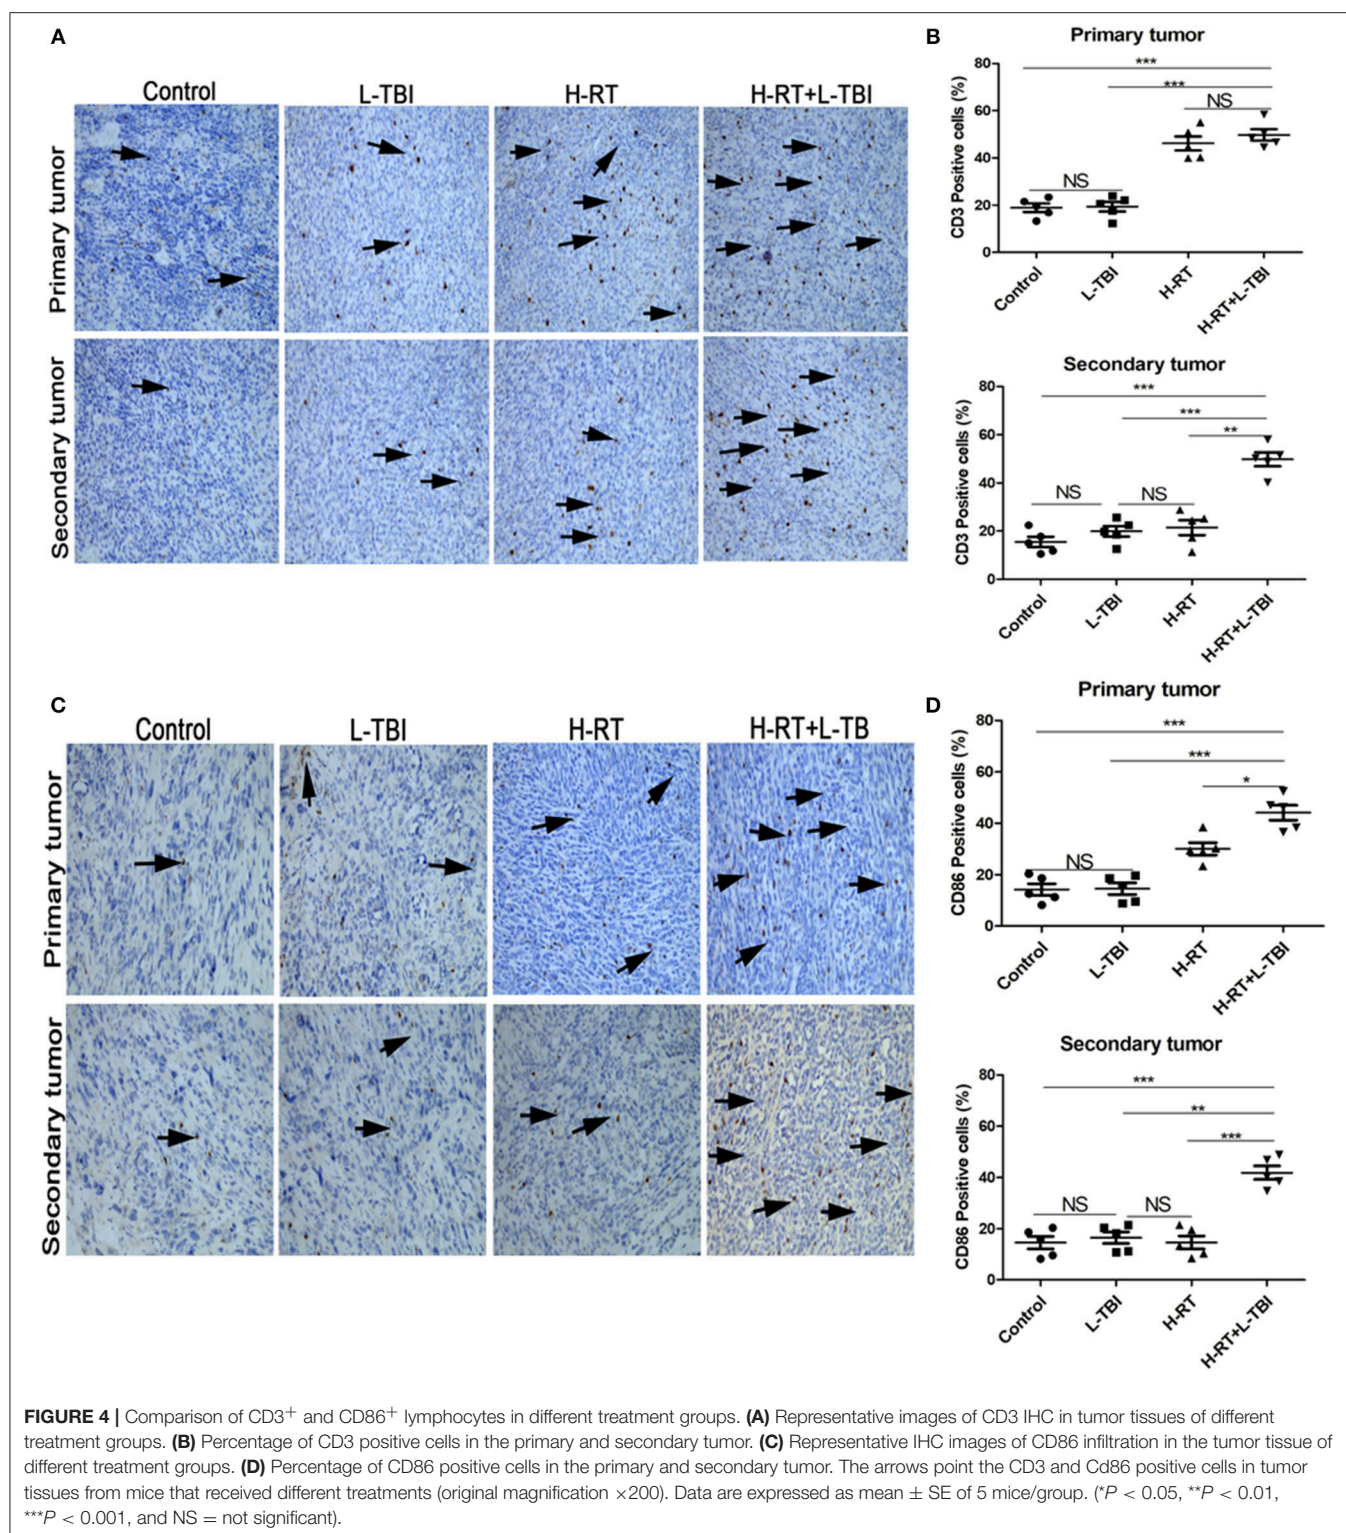 A
Control
L-TBI
H-RT
H-RT+L-TBI
Primary tumor
Secondary tumor
B
Primary tumor
CD3 Positive cells (%)
80
60
40
20
0
***
***
NS
NS
Control
L-TBI
H-RT
H-RT+L-TBI
Secondary tumor
CD3 Positive cells (%)
80
60
40
20
0
***
***
**
NS
NS
Control
L-TBI
H-RT
H-RT+L-TBI
C
Control
L-TBI
H-RT
H-RT+L-TB
Primary tumor
Secondary tumor
D
Primary tumor
CD86 Positive cells (%)
80
60
40
20
0
***
***
*
NS
Control
L-TBI
H-RT
H-RT+L-TBI
Secondary tumor
CD86 Positive cells (%)
80
60
40
20
0
***
**
***
NS
NS
Control
L-TBI
H-RT
H-RT+L-TBI
FIGURE 4 | Comparison of CD3+ and CD86+ lymphocytes in different treatment groups. (A) Representative images of CD3 IHC in tumor tissues of different
treatment groups. (B) Percentage of CD3 positive cells in the primary and secondary tumor. (C) Representative IHC images of CD86 infiltration in the tumor tissue of
different treatment groups. (D) Percentage of CD86 positive cells in the primary and secondary tumor. The arrows point the CD3 and Cd86 positive cells in tumor
tissues from mice that received different treatments (original magnification ×200). Data are expressed as mean ± SE of 5 mice/group. (*P < 0.05, **P < 0.01,
***P < 0.001, and NS = not significant).